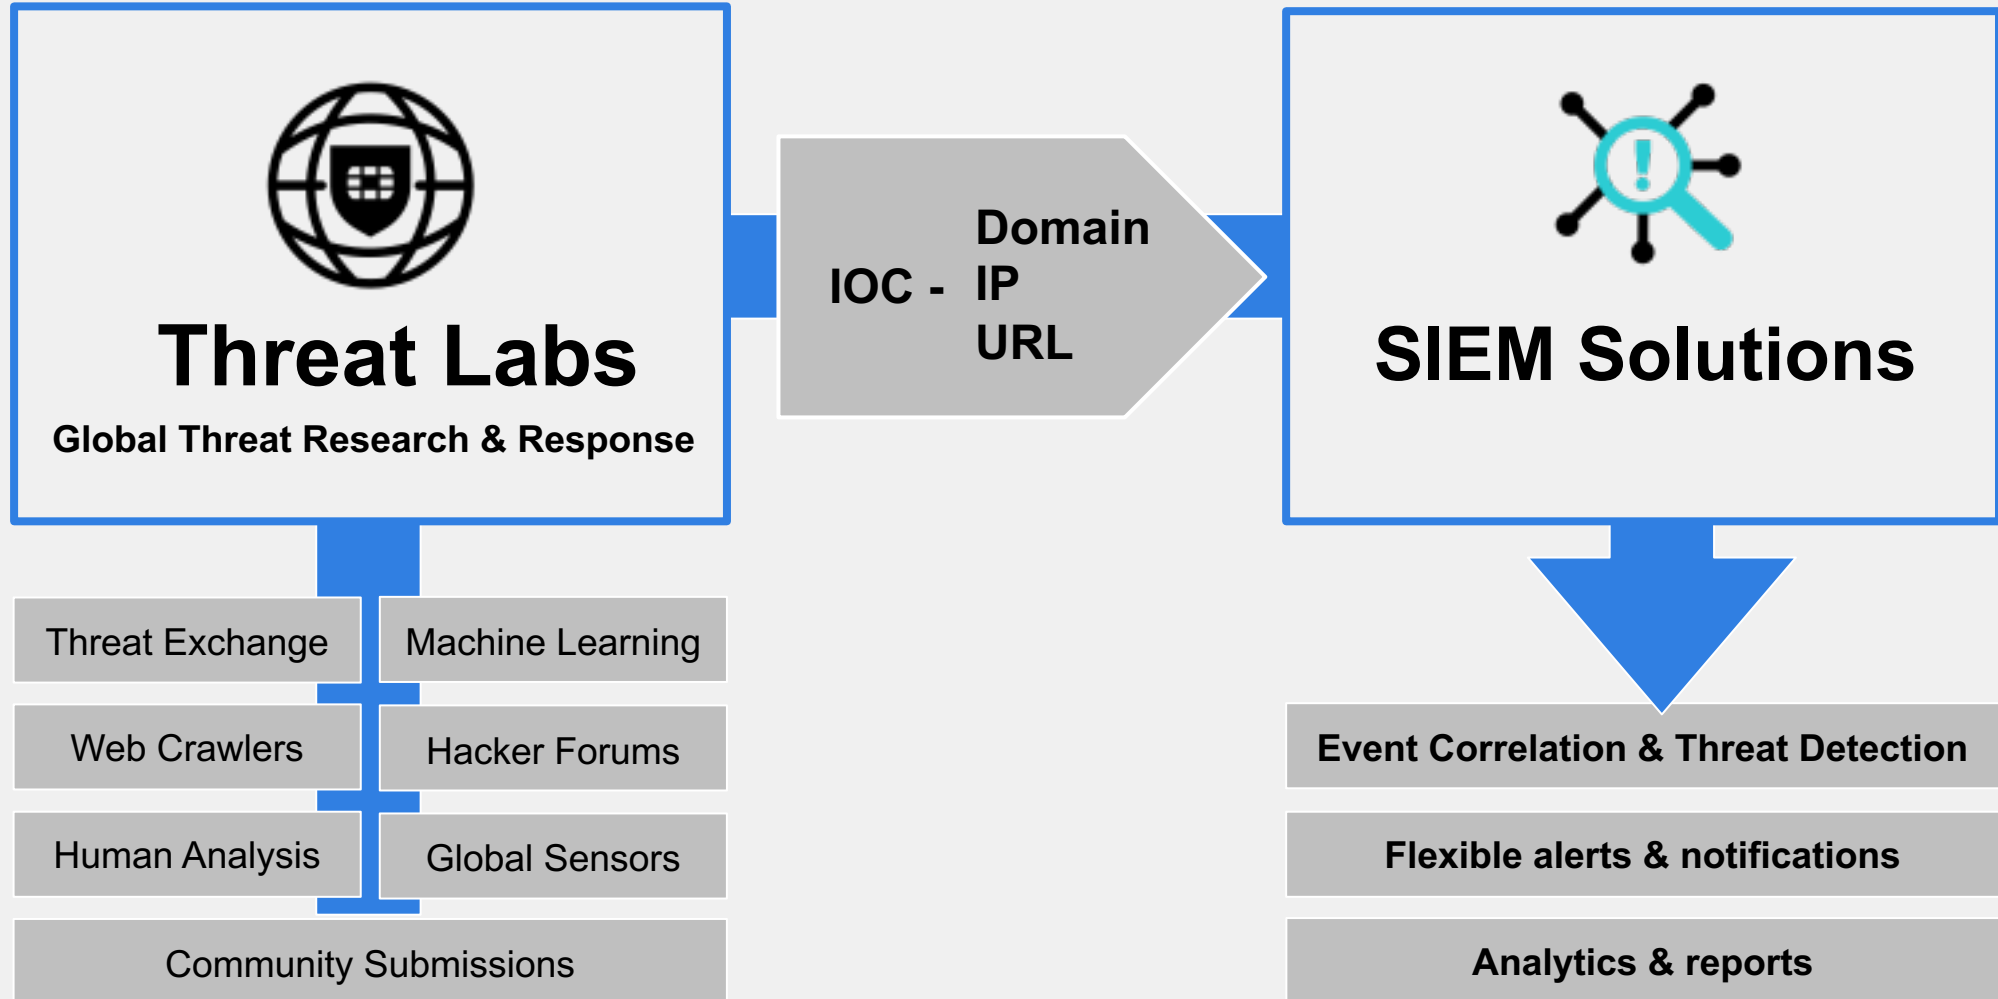 Threat Labs
Global Threat Research & Response
IOC -
Domain
IP
URL
!
SIEM Solutions
Threat Exchange
Machine Learning
Web Crawlers
Hacker Forums
Human Analysis
Global Sensors
Community Submissions
Event Correlation & Threat Detection
Flexible alerts & notifications
Analytics & reports